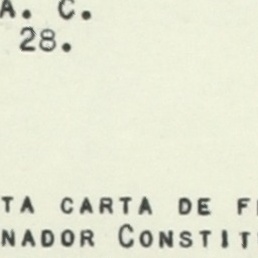 A. C.
28.
TA CARTA DE F
NADOR CONSTIT